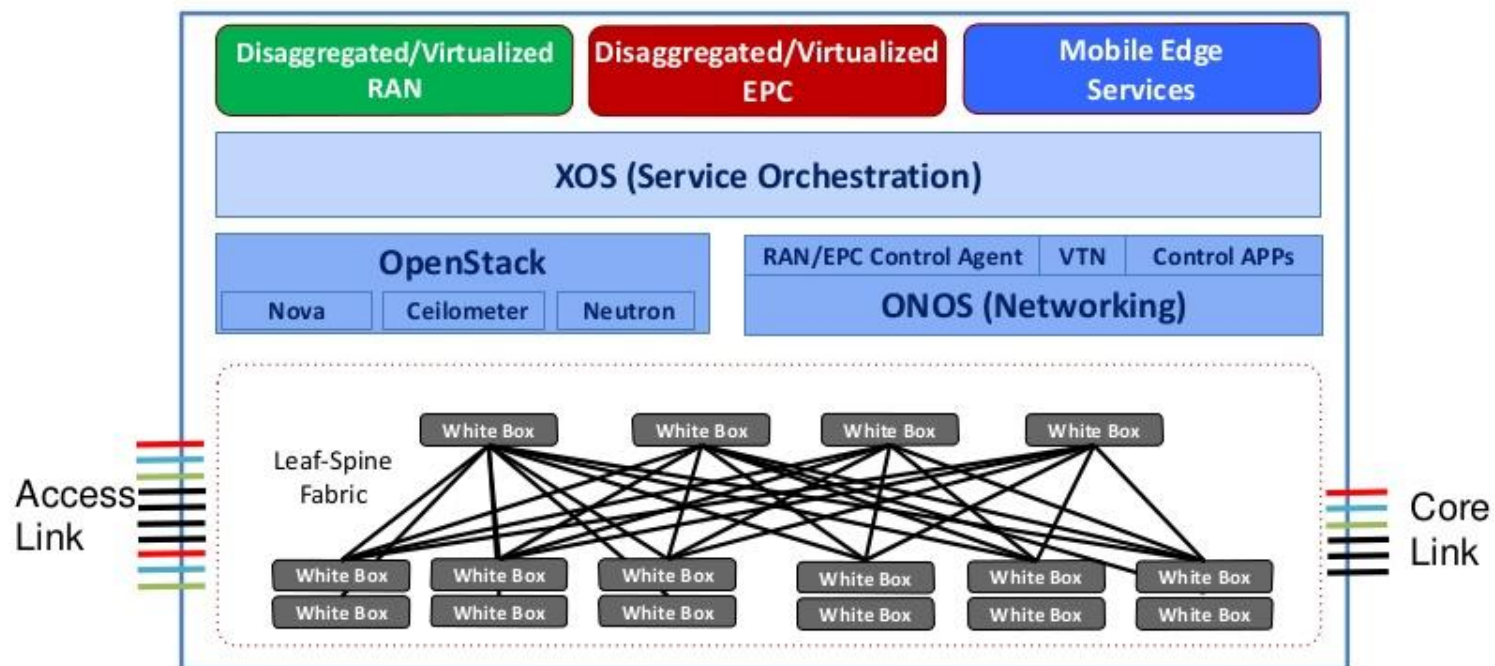 Disaggregated/Virtualized
RAN
Disaggregated/Virtualized
EPC
Mobile Edge
Services
XOS (Service Orchestration)
OpenStack
Nova
Ceilometer
Neutron
RAN/EPC Control Agent
VTN
Control APPs
ONOS (Networking)
White Box
White Box
White Box
White Box
Leaf-Spine
Fabric
Access
Link
Core
Link
White Box
White Box
White Box
White Box
White Box
White Box
White Box
White Box
White Box
White Box
White Box
White Box